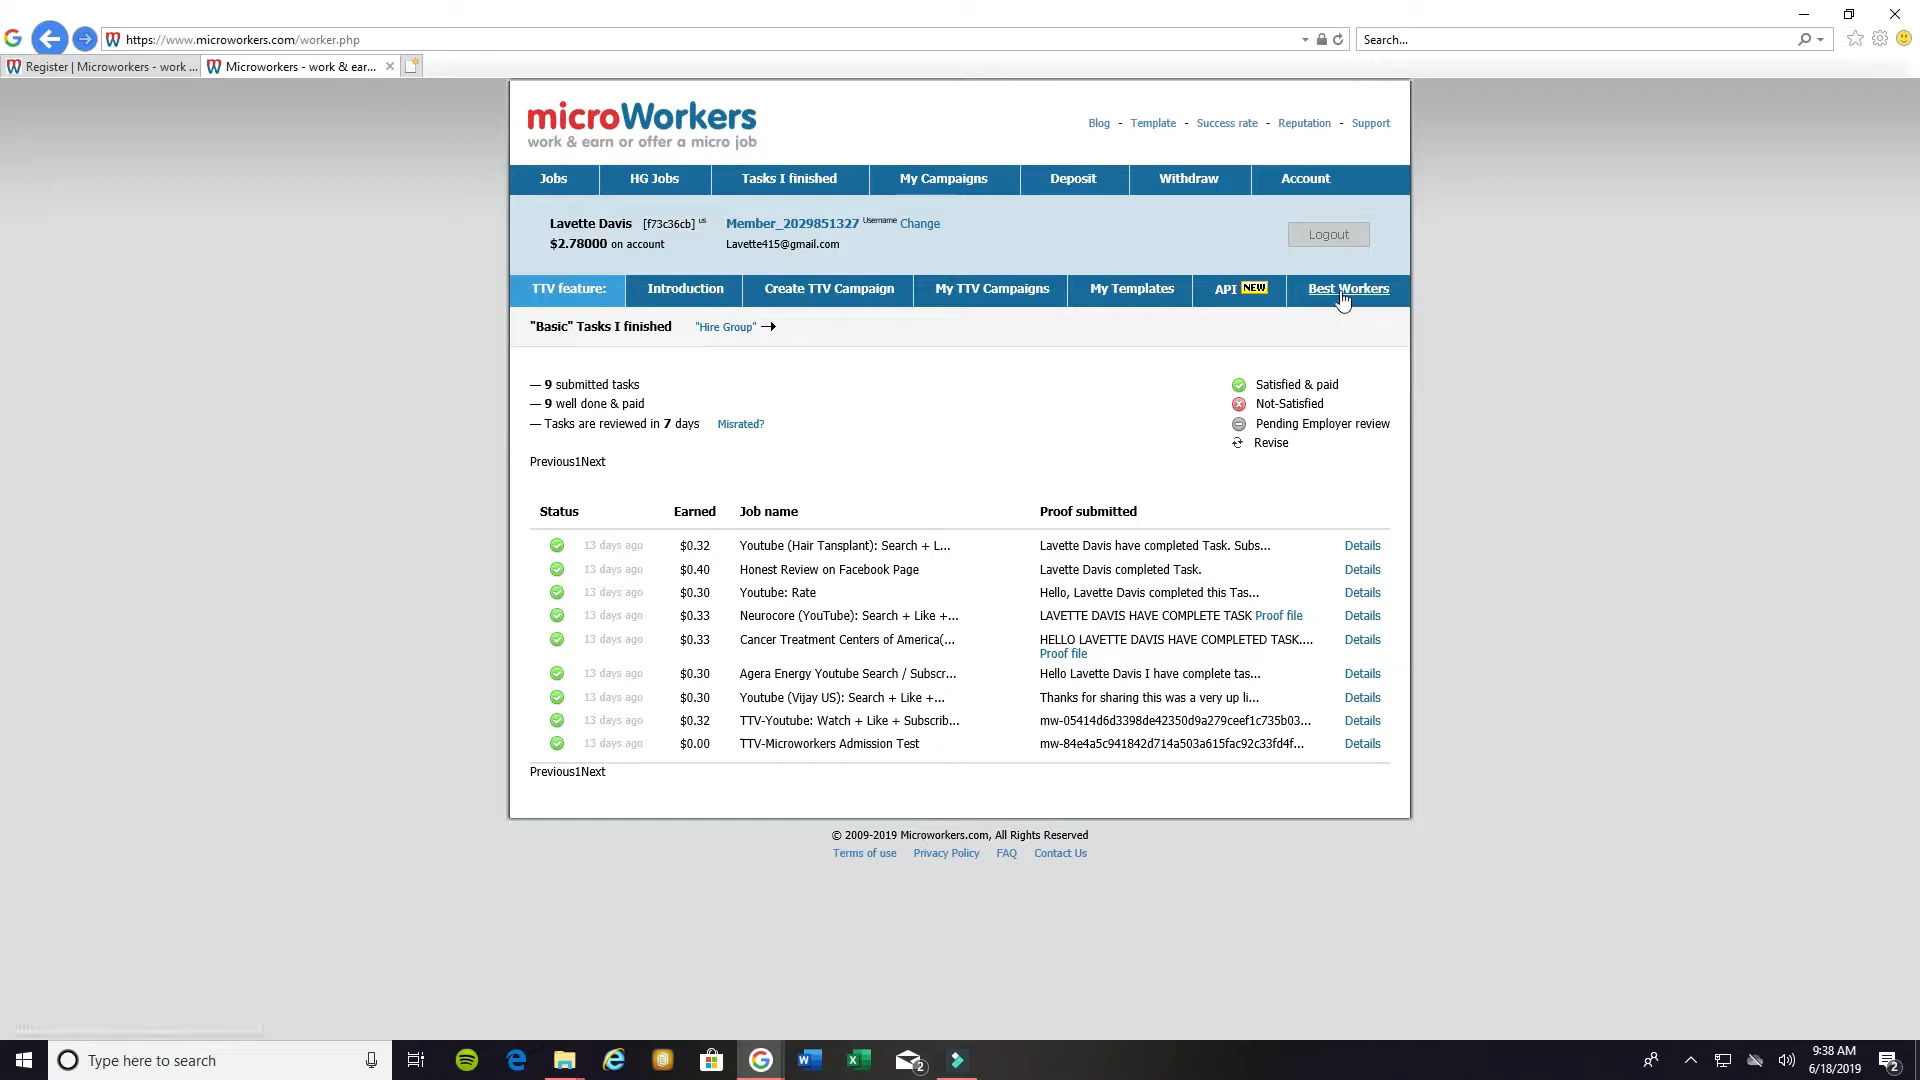 https://www.microworkers.com/worker.php
Search...
Register | Microworkers - work ...
Microworkers - work & ear...
microWorkers
work & earn or offer a micro job
Blog - Template - Success rate - Reputation - Support
Jobs
HG Jobs
Tasks I finished
My Campaigns
Deposit
Withdraw
Account
Lavette Davis [f73c36cb] us
Member_2029851327 Username Change
$2.78000 on account
Lavette415@gmail.com
Logout
TTV feature:
Introduction
Create TTV Campaign
My TTV Campaigns
My Templates
API NEW
Best Workers
"Basic" Tasks I finished
"Hire Group"
— 9 submitted tasks
— 9 well done & paid
— Tasks are reviewed in 7 days Misrated?
Satisfied & paid
Not-Satisfied
Pending Employer review
Revise
Previous1Next
Status Earned Job name Proof submitted
13 days ago $0.32 Youtube (Hair Tansplant): Search + L... Lavette Davis have completed Task. Subs... Details
13 days ago $0.40 Honest Review on Facebook Page Lavette Davis completed Task. Details
13 days ago $0.30 Youtube: Rate Hello, Lavette Davis completed this Tas... Details
13 days ago $0.33 Neurocore (YouTube): Search + Like +... LAVETTE DAVIS HAVE COMPLETE TASK Proof file Details
13 days ago $0.33 Cancer Treatment Centers of America(... HELLO LAVETTE DAVIS HAVE COMPLETED TASK.... Details
Proof file
13 days ago $0.30 Agera Energy Youtube Search / Subscr... Hello Lavette Davis I have complete tas... Details
13 days ago $0.30 Youtube (Vijay US): Search + Like +... Thanks for sharing this was a very up li... Details
13 days ago $0.32 TTV-Youtube: Watch + Like + Subscrib... mw-05414d6d3398de42350d9a279ceef1c735b03... Details
13 days ago $0.00 TTV-Microworkers Admission Test mw-84e4a5c941842d714a503a615fac92c33fd4f... Details
Previous1Next
© 2009-2019 Microworkers.com, All Rights Reserved
Terms of use Privacy Policy FAQ Contact Us
Type here to search
2
9:38 AM
6/18/2019
2